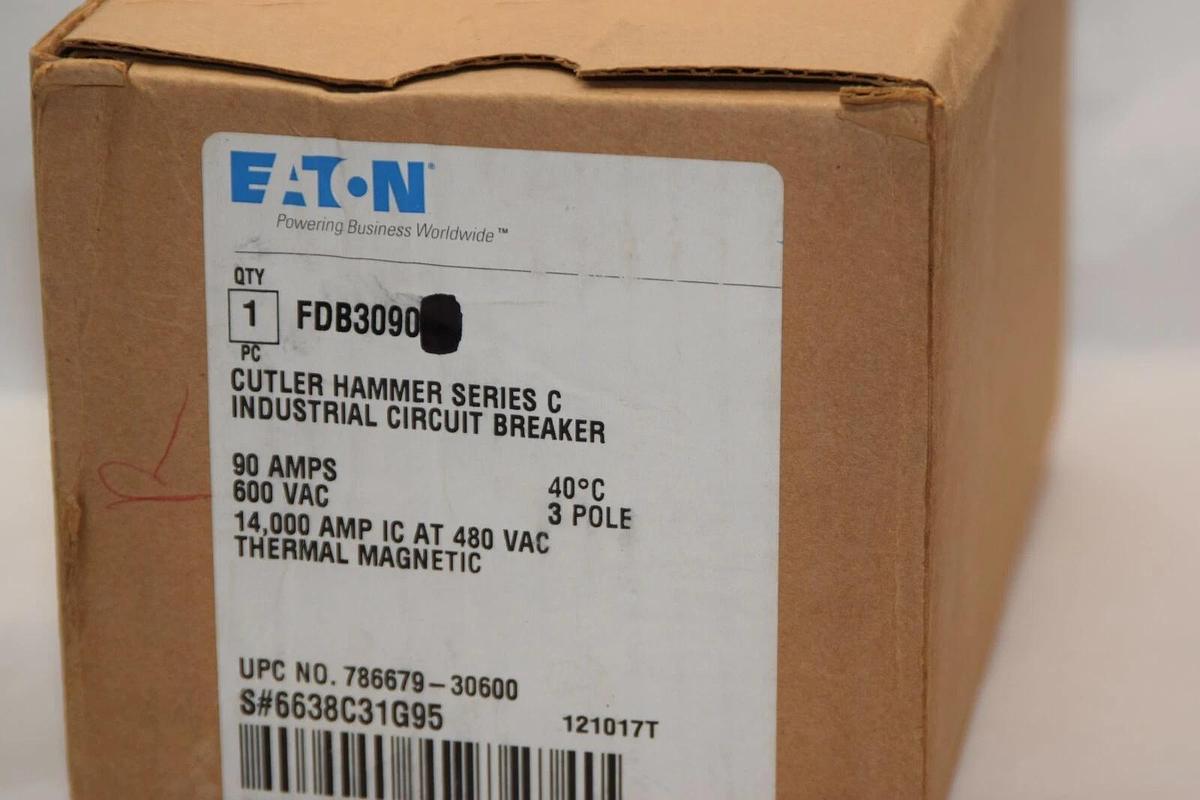 EATON
Powering Business Worldwide™
QTY
1 FDB3090
PC
CUTLER HAMMER SERIES C
INDUSTRIAL CIRCUIT BREAKER
90 AMPS
600 VAC 40°C
14,000 AMP IC AT 480 VAC 3 POLE
THERMAL MAGNETIC
UPC NO. 786679-30600
S#6638C31G95 121017T